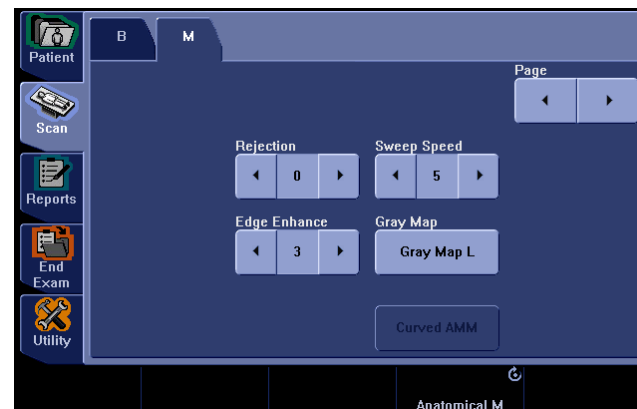 Patient
B
M
Page
Scan
Rejection
Sweep Speed
0
5
Reports
Edge Enhance
Gray Map
3
Gray Map L
End
Exam
Curved AMM
Utility
Anatomical M